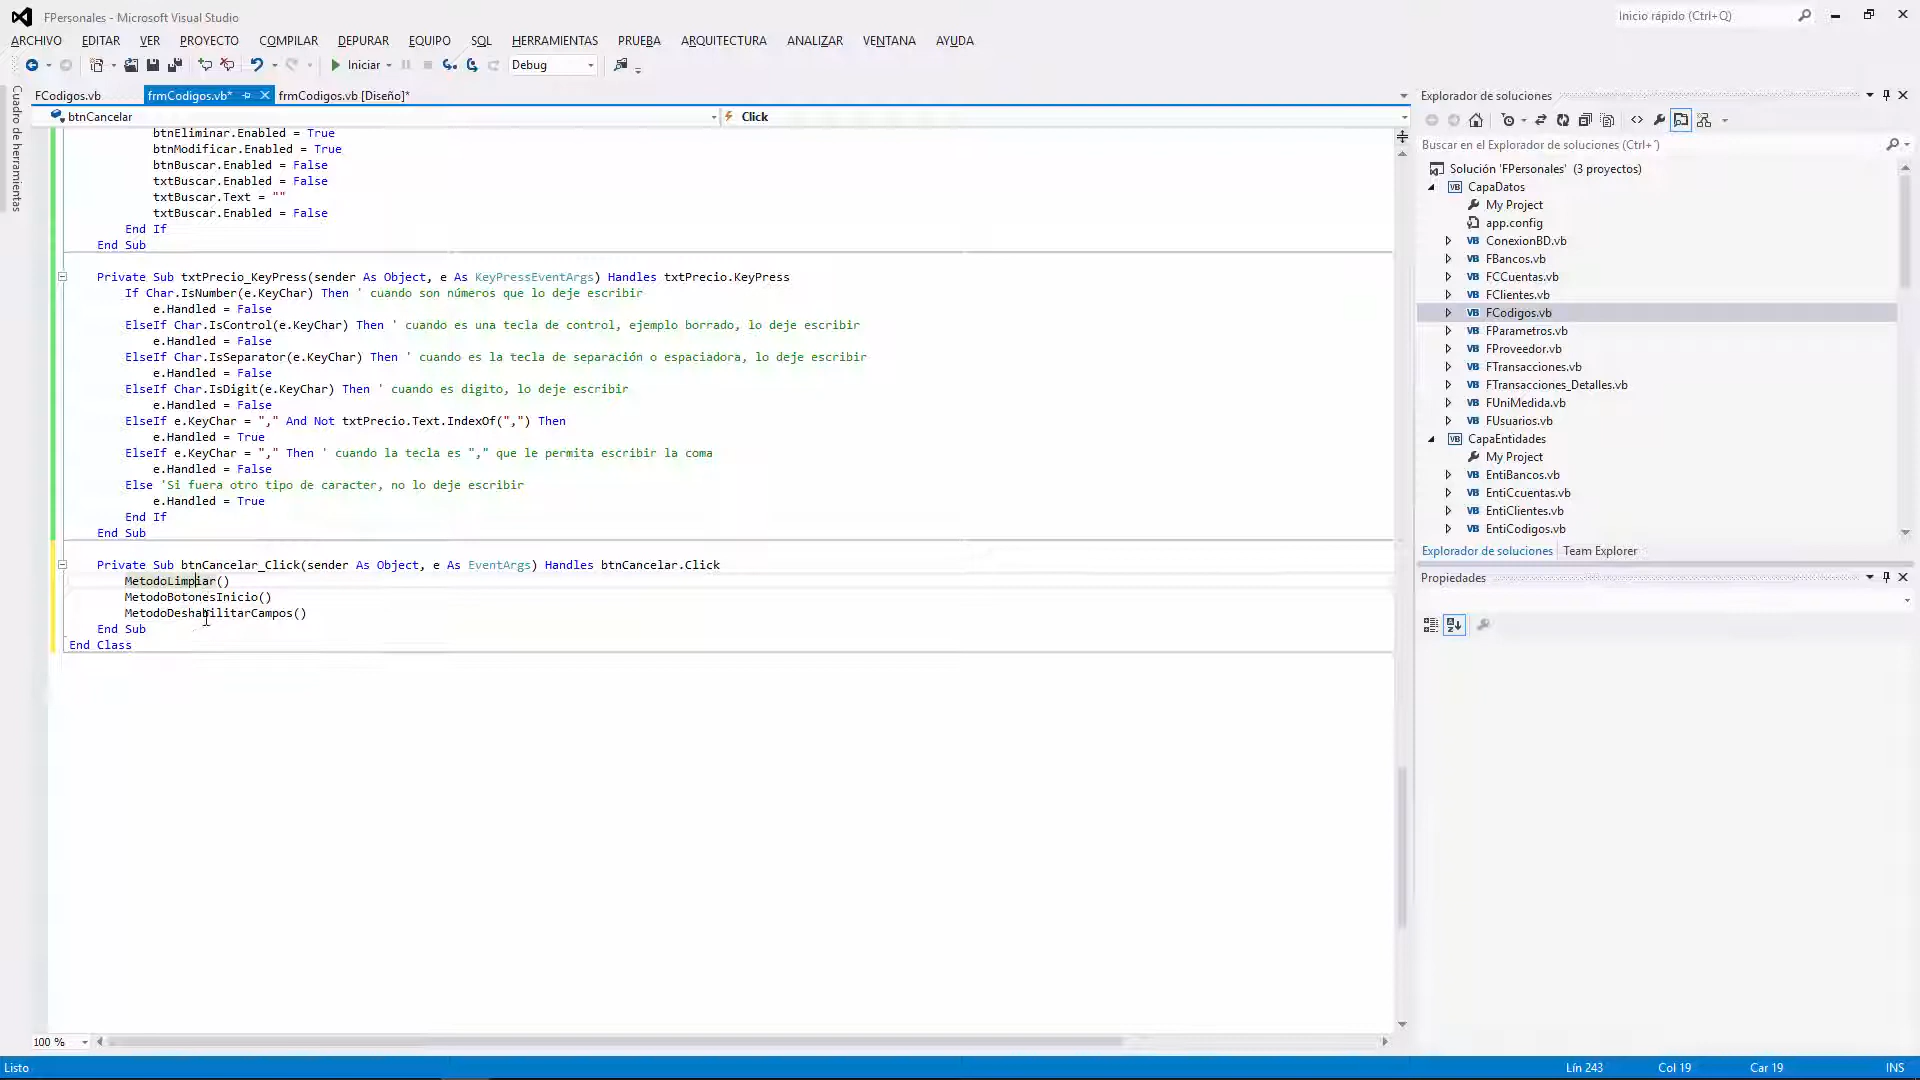 FPersonales - Microsoft Visual Studio
Inicio rápido (Ctrl+Q)
ARCHIVO EDITAR VER PROYECTO COMPILAR DEPURAR EQUIPO SQL HERRAMIENTAS PRUEBA ARQUITECTURA ANALIZAR VENTANA AYUDA
Iniciar Debug
Cuadro de herramientas
FCodigos.vb frmCodigos.vb* frmCodigos.vb [Diseño]*
btnCancelar Click
btnEliminar.Enabled = True
btnModificar.Enabled = True
btnBuscar.Enabled = False
txtBuscar.Enabled = False
txtBuscar.Text = ""
txtBuscar.Enabled = False
End If
End Sub
Private Sub txtPrecio_KeyPress(sender As Object, e As KeyPressEventArgs) Handles txtPrecio.KeyPress
If Char.IsNumber(e.KeyChar) Then ' cuando son números que lo deje escribir
e.Handled = False
ElseIf Char.IsControl(e.KeyChar) Then ' cuando es una tecla de control, ejemplo borrado, lo deje escribir
e.Handled = False
ElseIf Char.IsSeparator(e.KeyChar) Then ' cuando es la tecla de separación o espaciadora, lo deje escribir
e.Handled = False
ElseIf Char.IsDigit(e.KeyChar) Then ' cuando es digito, lo deje escribir
e.Handled = False
ElseIf e.KeyChar = "," And Not txtPrecio.Text.IndexOf(",") Then
e.Handled = True
ElseIf e.KeyChar = "," Then ' cuando la tecla es "," que le permita escribir la coma
e.Handled = False
Else 'Si fuera otro tipo de caracter, no lo deje escribir
e.Handled = True
End If
End Sub
Private Sub btnCancelar_Click(sender As Object, e As EventArgs) Handles btnCancelar.Click
MetodoLimpiar()
MetodoBotonesInicio()
MetodoDeshabilitarCampos()
End Sub
End Class
100 %
Explorador de soluciones
Buscar en el Explorador de soluciones (Ctrl+¨)
Solución 'FPersonales' (3 proyectos)
CapaDatos
My Project
app.config
ConexionBD.vb
FBancos.vb
FCCuentas.vb
FClientes.vb
FCodigos.vb
FParametros.vb
FProveedor.vb
FTransacciones.vb
FTransacciones_Detalles.vb
FUniMedida.vb
FUsuarios.vb
CapaEntidades
My Project
EntiBancos.vb
EntiCcuentas.vb
EntiClientes.vb
EntiCodigos.vb
Explorador de soluciones Team Explorer
Propiedades
Listo Lín 243 Col 19 Car 19 INS